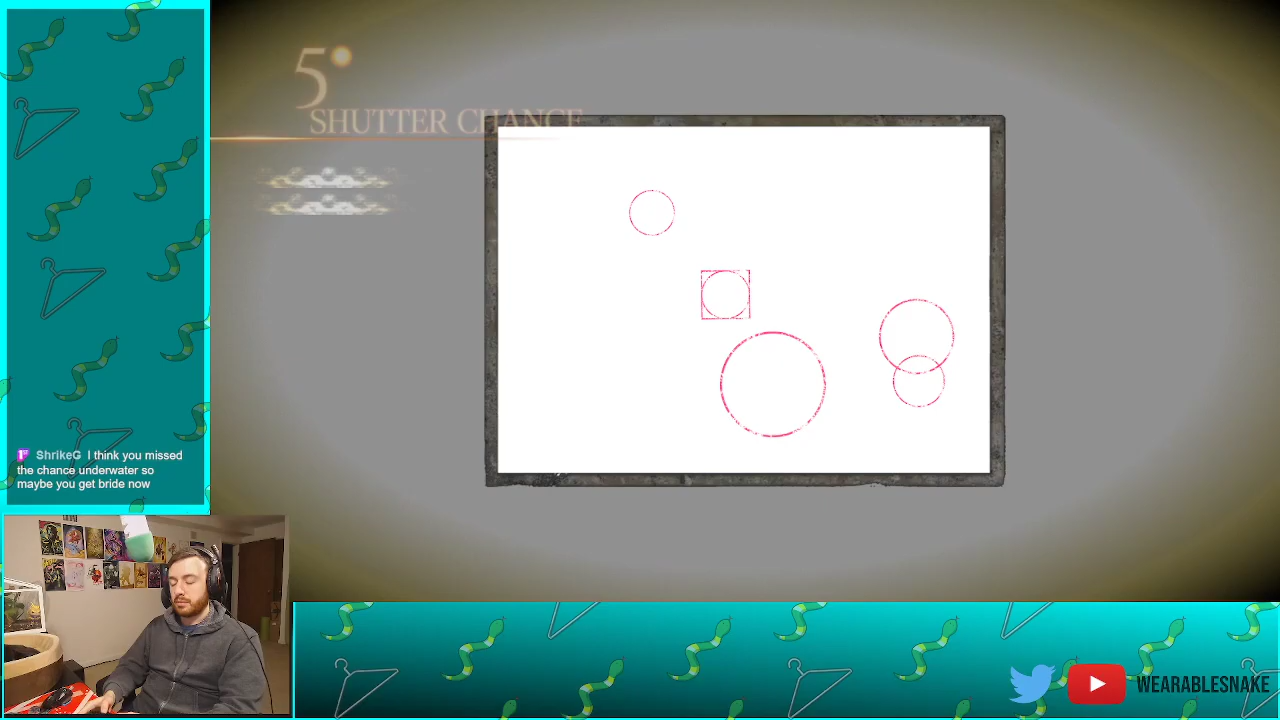 5
SHUTTER CHANCE
ShrikeG I think you missed
the chance underwater so
maybe you get bride now
WEARABLESNAKE